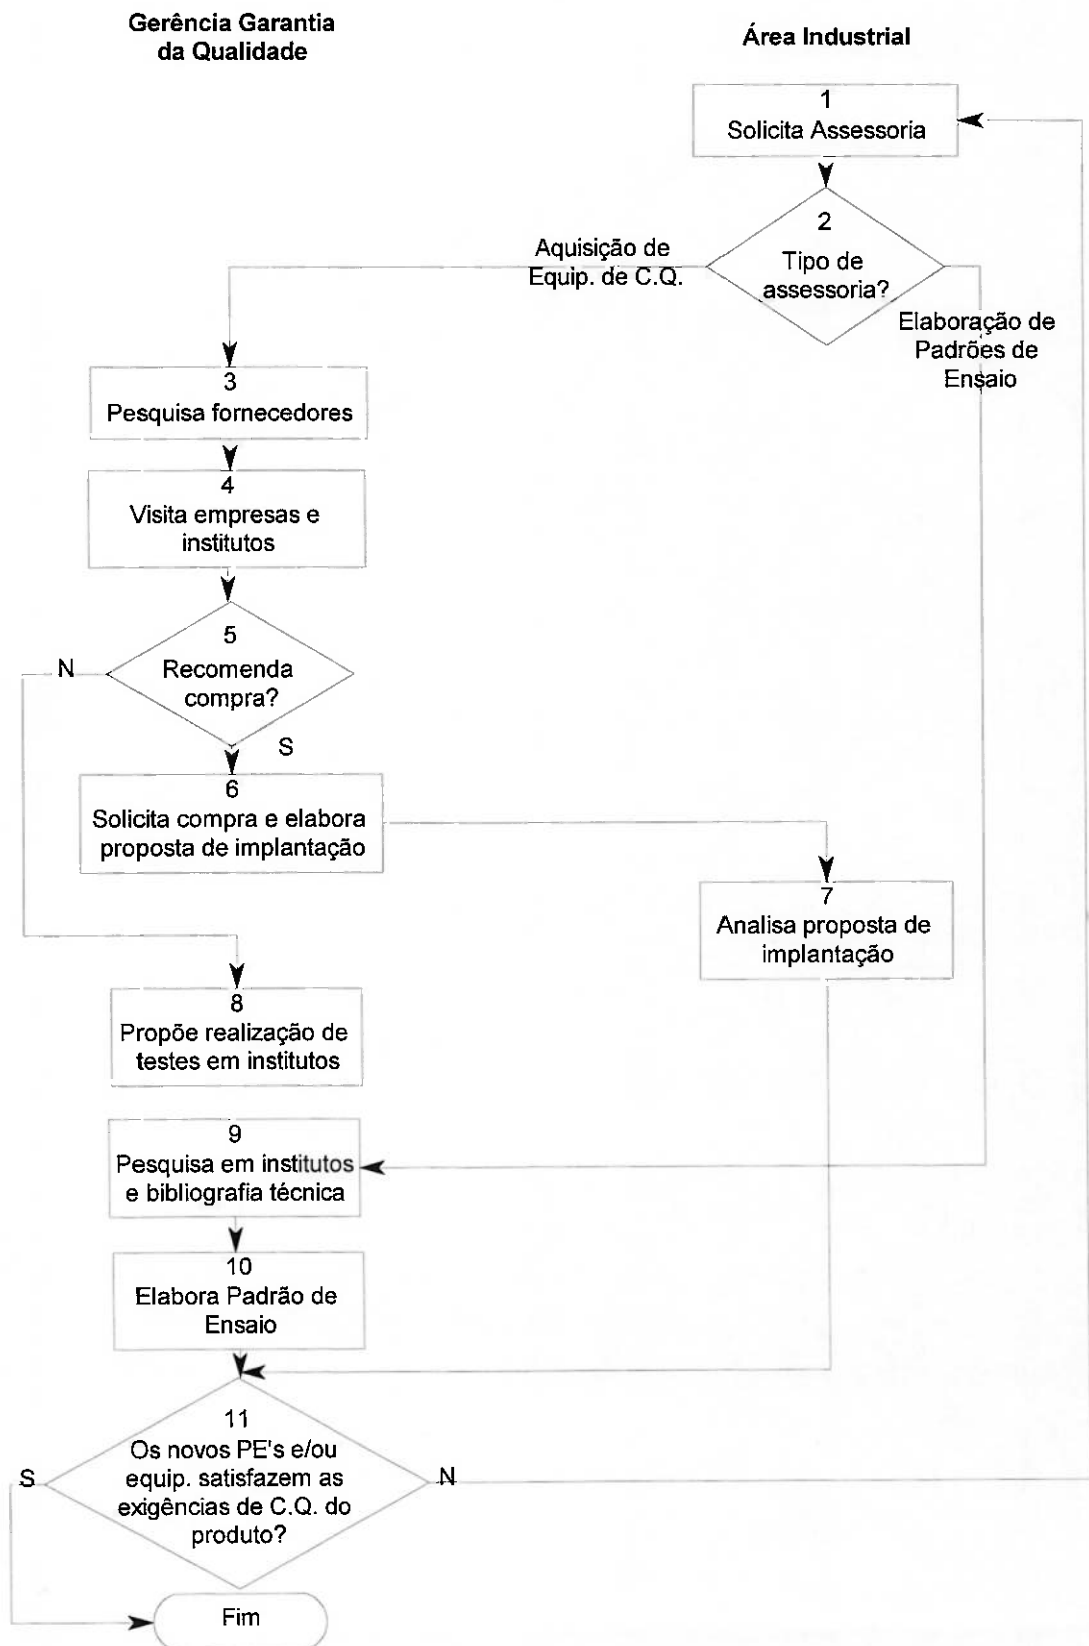 Gerência Garantia
da Qualidade
Área Industrial
1
Solicita Assessoria
2
Tipo de
assessoria?
Aquisição de
Equip. de C.Q.
Elaboração de
Padrões de
Ensaio
3
Pesquisa fornecedores
4
Visita empresas e
institutos
5
Recomenda
compra?
N
S
6
Solicita compra e elabora
proposta de implantação
7
Analisa proposta de
implantação
8
Propõe realização de
testes em institutos
9
Pesquisa em institutos
e bibliografia técnica
10
Elabora Padrão de
Ensaio
11
Os novos PE's e/ou
equip. satisfazem as
exigências de C.Q. do
produto?
S
N
Fim